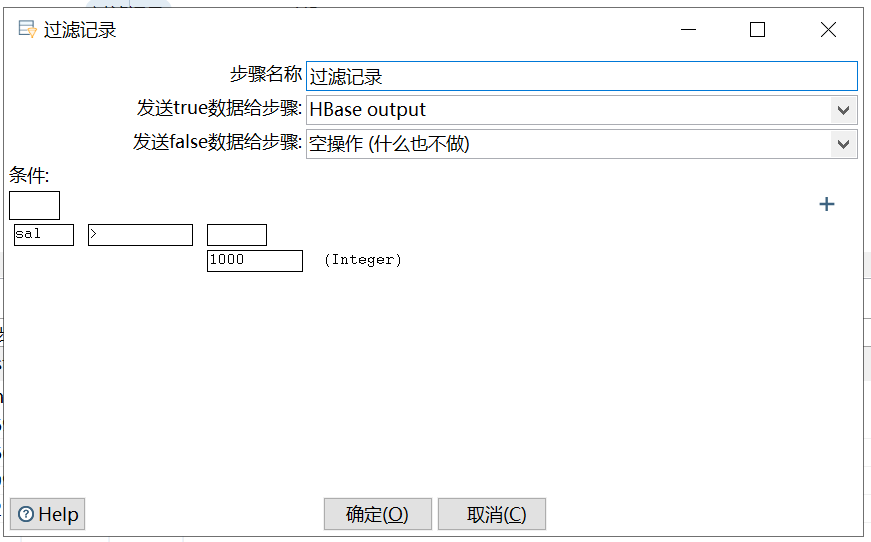 过滤记录
步骤名称 过滤记录
发送true数据给步骤: HBase output
发送false数据给步骤: 空操作 (什么也不做)
条件:
+
sal >
1000 (Integer)
Help 确定(O) 取消(C)